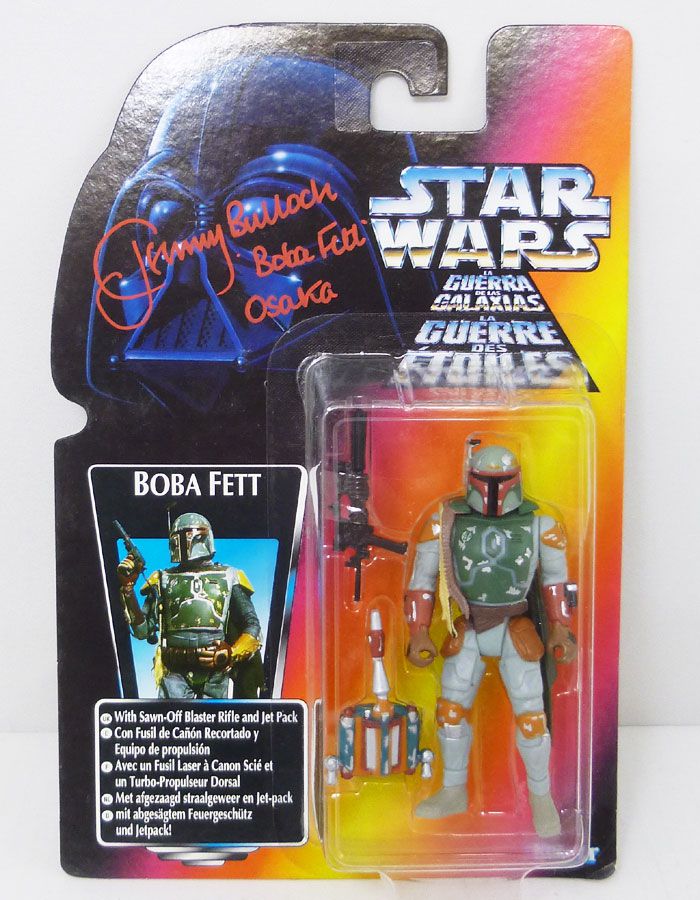 Jeremy Bulloch
Boba Fett
Osaka
STAR
WARS
LA
GUERRA
DE LAS
GALAXIAS
LA
GUERRE
DES
ÉTOILES
BOBA FETT
UK With Sawn-Off Blaster Rifle and Jet Pack
E Con Fusil de Cañón Recortado y
Equipo de propulsión
F Avec un Fusil Laser à Canon Scié et
un Turbo-Propulseur Dorsal
NL Met afgezaagd straalgeweer en Jet-pack
D mit abgesägtem Feuergeschütz
und Jetpack!